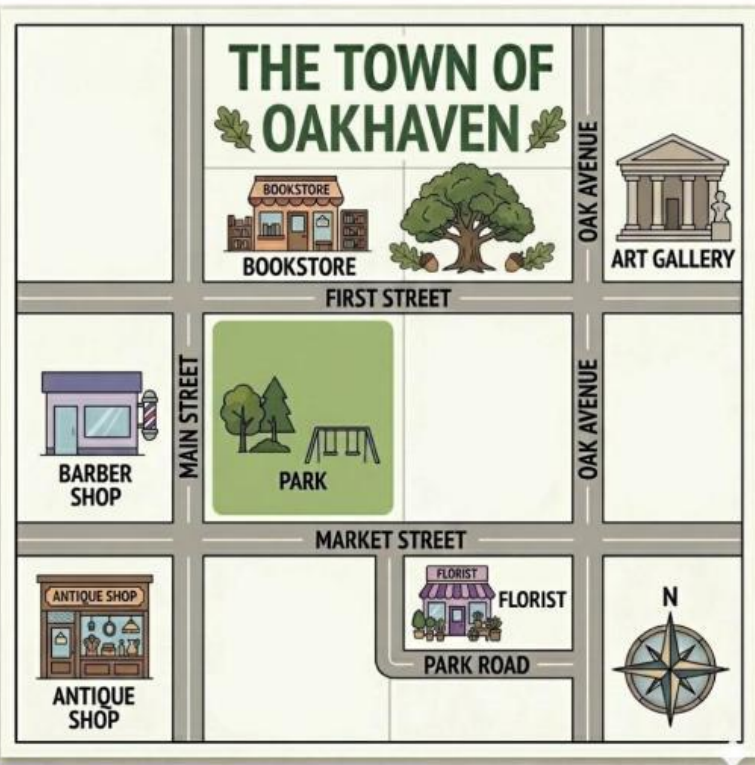 THE TOWN OF
OAKHAVEN
BOOKSTORE
BOOKSTORE
OAK AVENUE
ART GALLERY
FIRST STREET
MAIN STREET
OAK AVENUE
BARBER
SHOP
PARK
MARKET STREET
ANTIQUE SHOP
FLORIST
FLORIST
N
PARK ROAD
ANTIQUE
SHOP